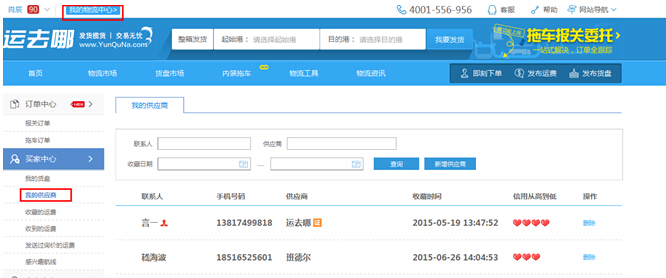 肖辰 90 我的物流中心> 4001-556-956 客服 帮助 网站导航
运去哪 发货揽货 | 交易无忧 www.YunQuNa.com 整箱发货 起始港： 请选择起始港 目的港： 请选择目的港 我要发货 拖车报关委托>
一站式解决，订单全跟踪
首页 物流市场 货盘市场 内装拖车 物流工具 物流资讯 即刻下单 发布运费 发布货盘
订单中心 我的供应商
报关订单
拖车订单 联系人 供应商
买家中心 收藏日期 — 查询 新增供应商
我的货盘
我的供应商 联系人 手机号码 供应商 收藏时间 信用从高到低 操作
收藏的运费
收到的运费 言一 13817499818 运去哪 证 2015-05-19 13:47:52 删除
发送过询价的运费
感兴趣航线 嵇海波 18516525601 班德尔 2015-06-26 14:04:53 删除